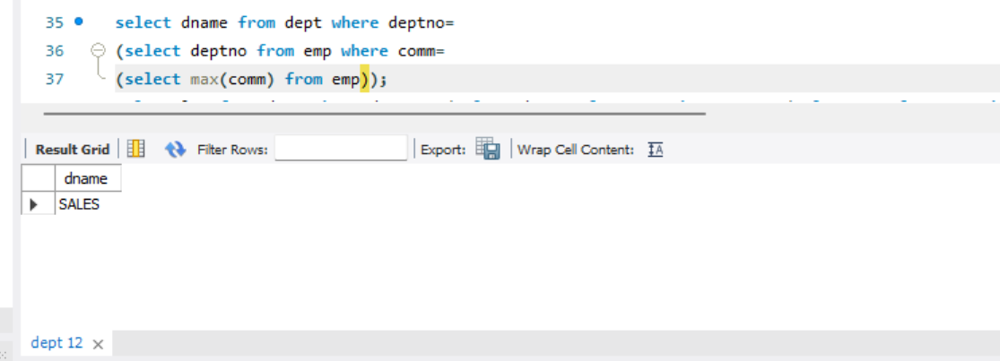 35 select dname from dept where deptno=
36 (select deptno from emp where comm=
37 (select max(comm) from emp));
Result Grid Filter Rows: Export: Wrap Cell Content:
dname
SALES
dept 12